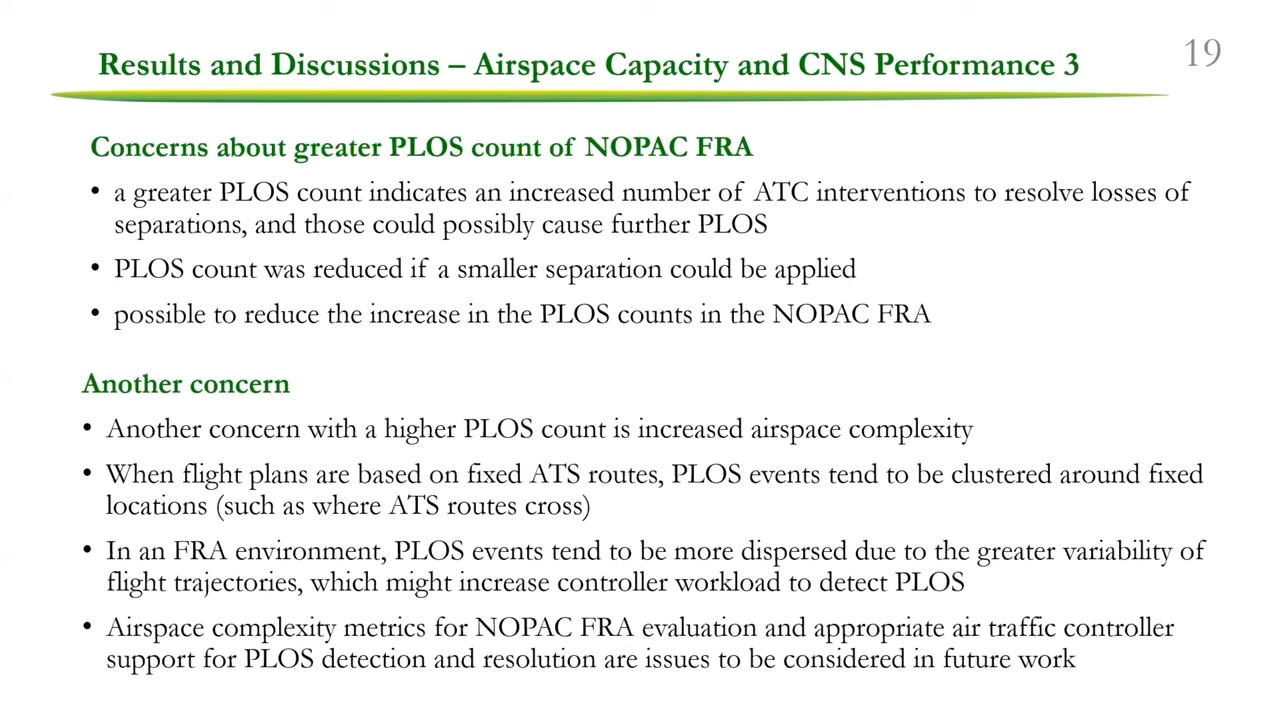 Results and Discussions – Airspace Capacity and CNS Performance 3
19
Concerns about greater PLOS count of NOPAC FRA
• a greater PLOS count indicates an increased number of ATC interventions to resolve losses of
separations, and those could possibly cause further PLOS
• PLOS count was reduced if a smaller separation could be applied
• possible to reduce the increase in the PLOS counts in the NOPAC FRA
Another concern
• Another concern with a higher PLOS count is increased airspace complexity
• When flight plans are based on fixed ATS routes, PLOS events tend to be clustered around fixed
locations (such as where ATS routes cross)
• In an FRA environment, PLOS events tend to be more dispersed due to the greater variability of
flight trajectories, which might increase controller workload to detect PLOS
• Airspace complexity metrics for NOPAC FRA evaluation and appropriate air traffic controller
support for PLOS detection and resolution are issues to be considered in future work